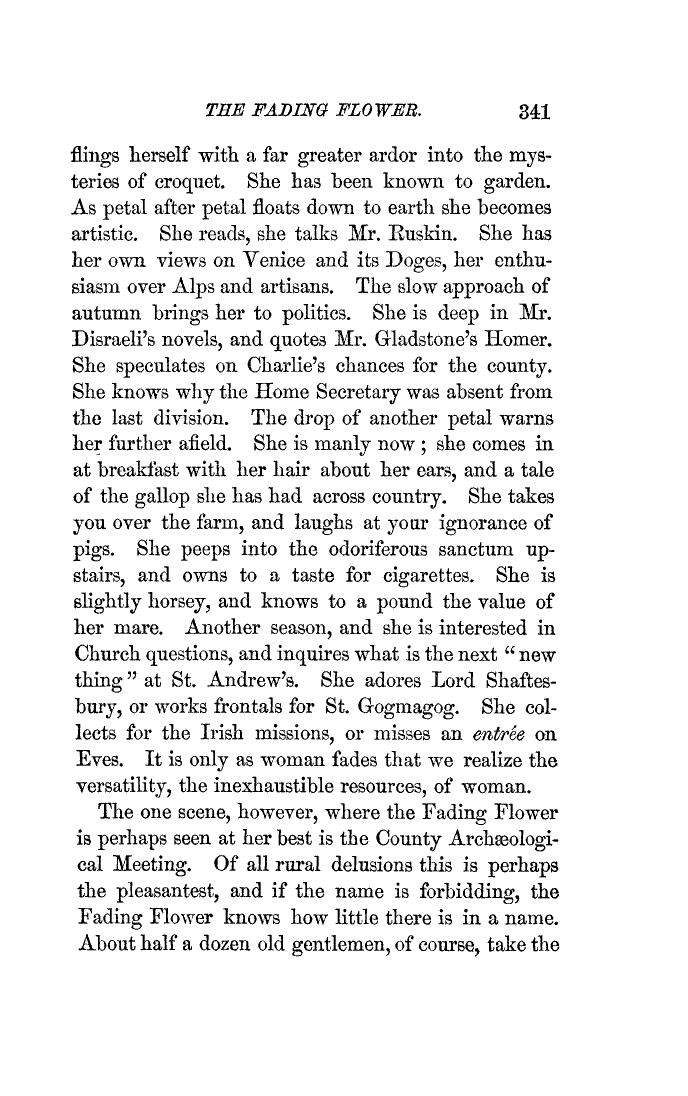 THE FADING FLOWER. 341
flings herself with a far greater ardor into the mys-
teries of croquet. She has been known to garden.
As petal after petal floats down to earth she becomes
artistic. She reads, she talks Mr. Ruskin. She has
her own views on Venice and its Doges, her enthu-
siasm over Alps and artisans. The slow approach of
autumn brings her to politics. She is deep in Mr.
Disraeli's novels, and quotes Mr. Gladstone's Homer.
She speculates on Charlie's chances for the county.
She knows why the Home Secretary was absent from
the last division. The drop of another petal warns
her further afield. She is manly now; she comes in
at breakfast with her hair about her ears, and a tale
of the gallop she has had across country. She takes
you over the farm, and laughs at your ignorance of
pigs. She peeps into the odoriferous sanctum up-
stairs, and owns to a taste for cigarettes. She is
slightly horsey, and knows to a pound the value of
her mare. Another season, and she is interested in
Church questions, and inquires what is the next "new
thing" at St. Andrew's. She adores Lord Shaftes-
bury, or works frontals for St. Gogmagog. She col-
lects for the Irish missions, or misses an entrée on
Eves. It is only as woman fades that we realize the
versatility, the inexhaustible resources, of woman.
The one scene, however, where the Fading Flower
is perhaps seen at her best is the County Archæologi-
cal Meeting. Of all rural delusions this is perhaps
the pleasantest, and if the name is forbidding, the
Fading Flower knows how little there is in a name.
About half a dozen old gentlemen, of course, take the